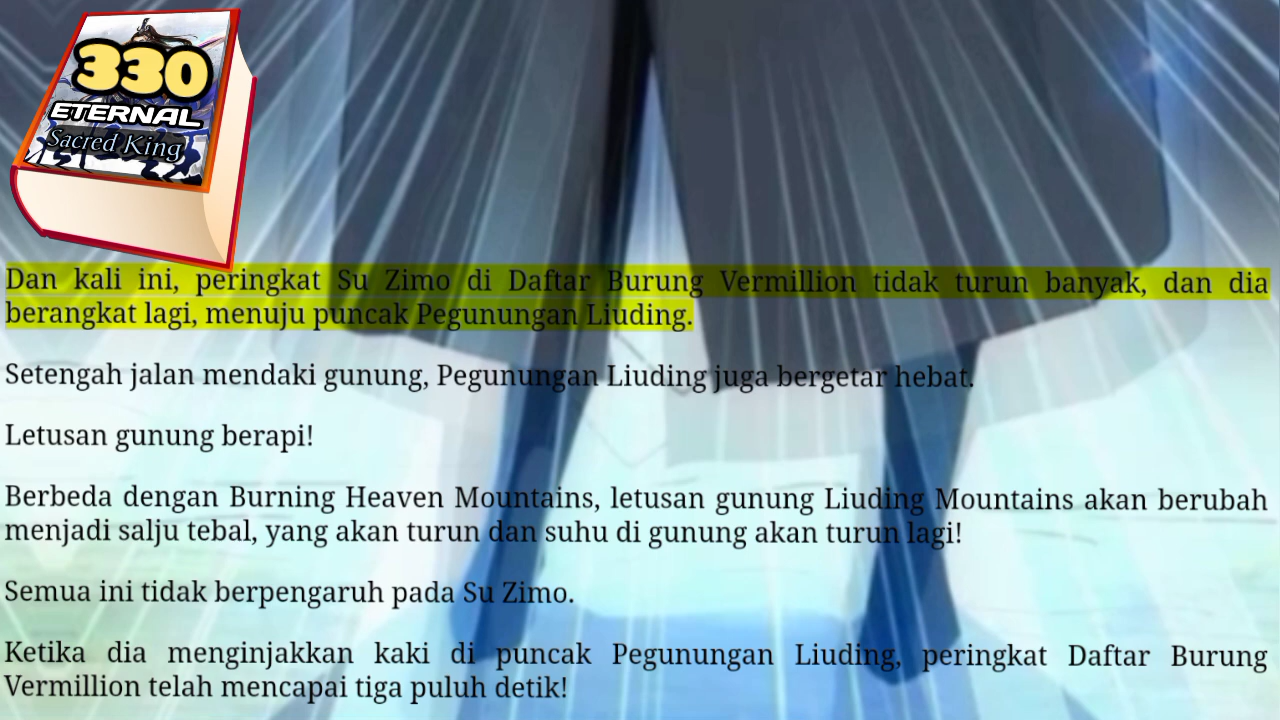 330
ETERNAL
Sacred King
Dan kali ini, peringkat Su Zimo di Daftar Burung Vermillion tidak turun banyak, dan dia
berangkat lagi, menuju puncak Pegunungan Liuding.
Setengah jalan mendaki gunung, Pegunungan Liuding juga bergetar hebat.
Letusan gunung berapi!
Berbeda dengan Burning Heaven Mountains, letusan gunung Liuding Mountains akan berubah
menjadi salju tebal, yang akan turun dan suhu di gunung akan turun lagi!
Semua ini tidak berpengaruh pada Su Zimo.
Ketika dia menginjakkan kaki di puncak Pegunungan Liuding, peringkat Daftar Burung
Vermillion telah mencapai tiga puluh detik!